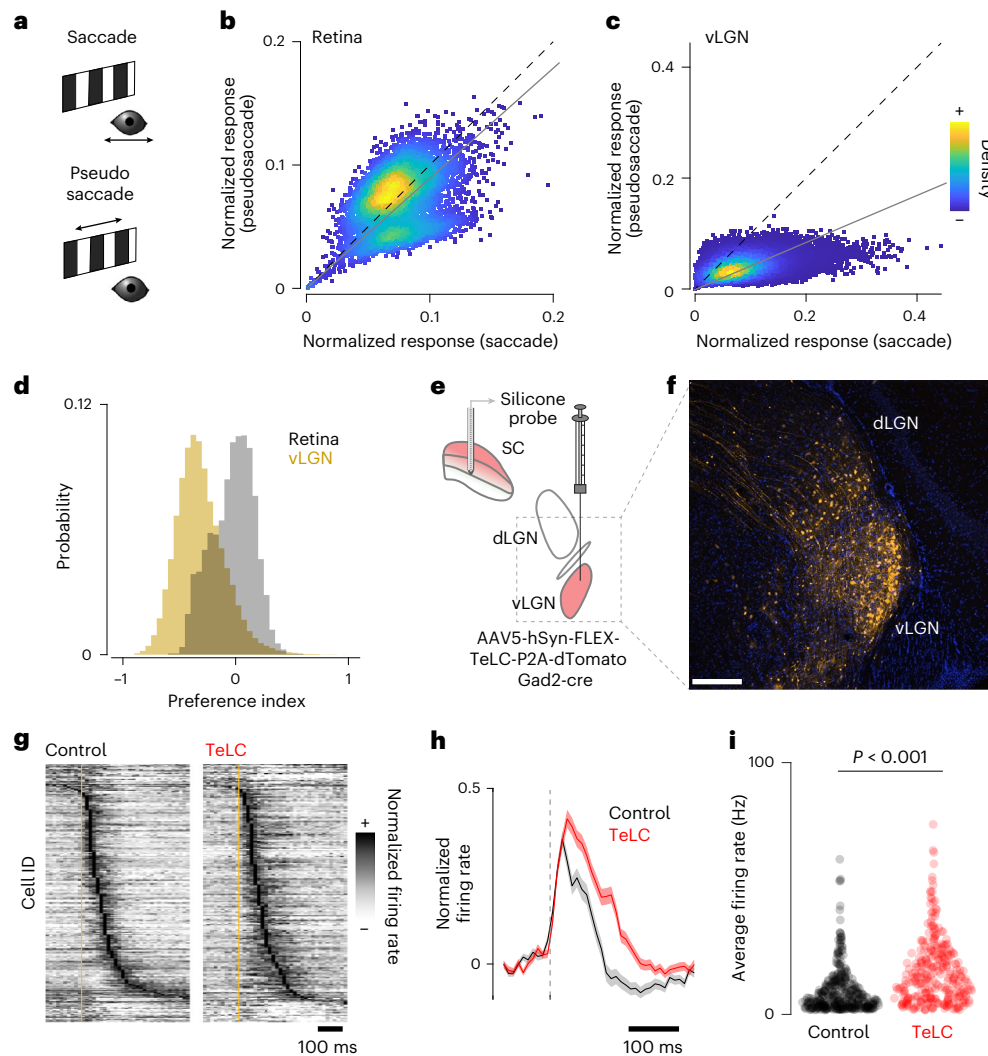 a
Saccade
Pseudo
saccade
b
Retina
Normalized response
(pseudosaccade)
0.2
0.1
0
0
0.1
0.2
Normalized response (saccade)
c
vLGN
Normalized response
(pseudosaccade)
0.4
0.2
0
0
0.2
0.4
Normalized response (saccade)
+
Density
−
d
0.12
Probability
0
Retina
vLGN
−1
0
1
Preference index
e
Silicone
probe
SC
dLGN
vLGN
AAV5-hSyn-FLEX-
TeLC-P2A-dTomato
Gad2-cre
f
dLGN
vLGN
g
Control
TeLC
Cell ID
+
Normalized firing rate
−
100 ms
h
0.5
Normalized
firing rate
0
Control
TeLC
100 ms
i
P < 0.001
100
Average firing rate (Hz)
0
Control
TeLC